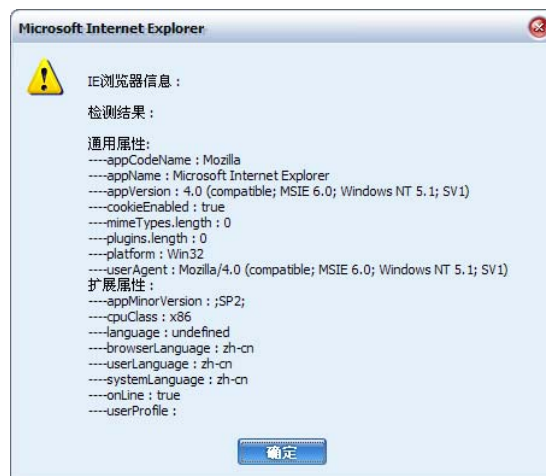 Microsoft Internet Explorer
IE浏览器信息：
检测结果：
通用属性:
----appCodeName : Mozilla
----appName : Microsoft Internet Explorer
----appVersion : 4.0 (compatible; MSIE 6.0; Windows NT 5.1; SV1)
----cookieEnabled : true
----mimeTypes.length : 0
----plugins.length : 0
----platform : Win32
----userAgent : Mozilla/4.0 (compatible; MSIE 6.0; Windows NT 5.1; SV1)
扩展属性：
----appMinorVersion : ;SP2;
----cpuClass : x86
----language : undefined
----browserLanguage : zh-cn
----userLanguage : zh-cn
----systemLanguage : zh-cn
----onLine : true
----userProfile :
确定